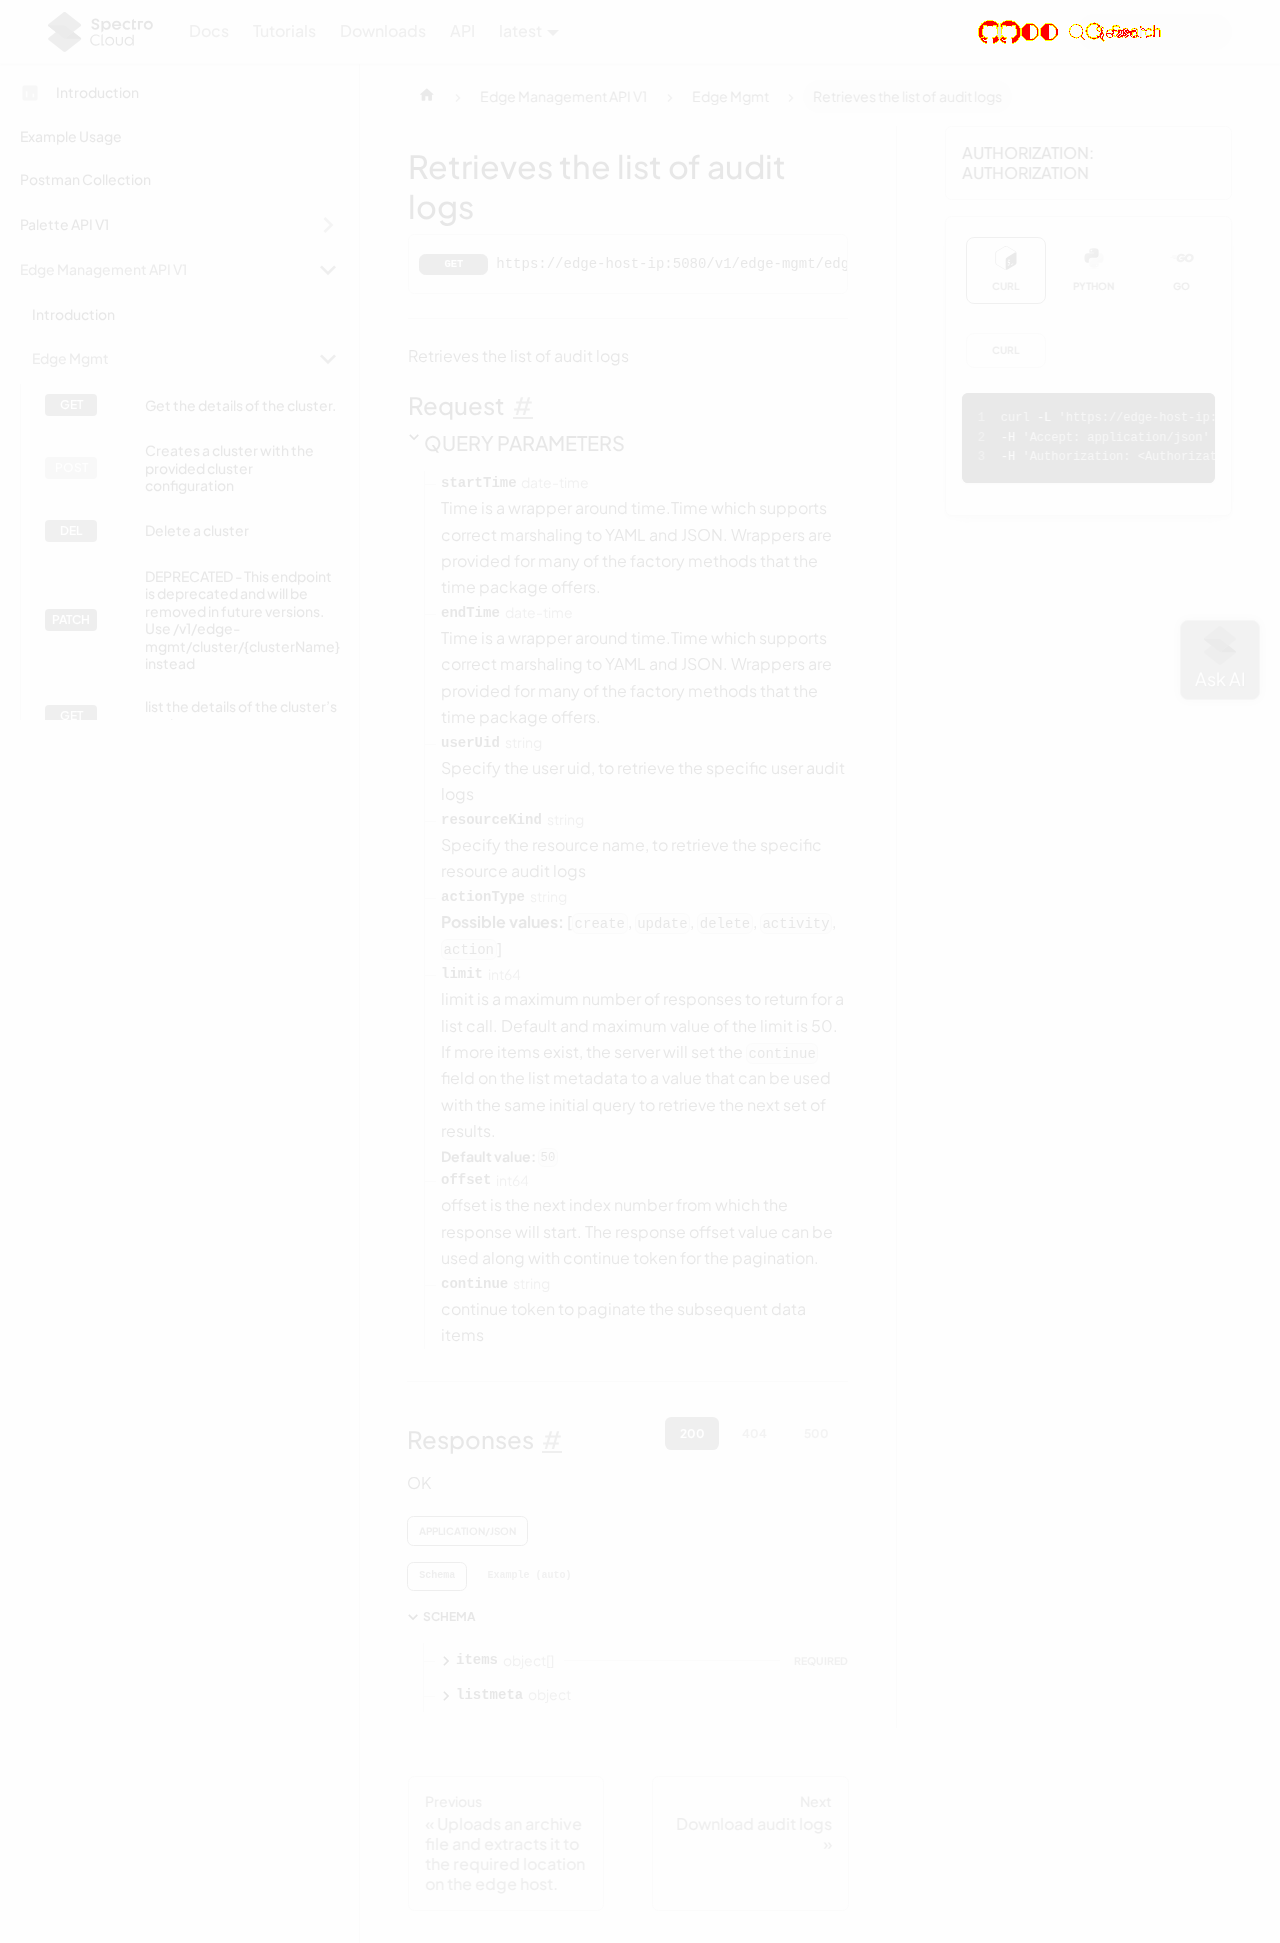 Spectro
Cloud
Docs Tutorials Downloads API latest
Introduction
Example Usage
Postman Collection
Palette API V1
Edge Management API V1
Introduction
Edge Mgmt
GET Get the details of the cluster.
POST Creates a cluster with the
provided cluster
configuration
DEL Delete a cluster
DEPRECATED - This endpoint
is deprecated and will be
removed in future versions.
PATCH Use /v1/edge-
mgmt/cluster/{clusterName}
instead
GET list the details of the cluster's
Edge Management API V1 Edge Mgmt Retrieves the list of audit logs
Retrieves the list of audit
logs
GET https://edge-host-ip:5080/v1/edge-mgmt/edg
Retrieves the list of audit logs
Request #
QUERY PARAMETERS
startTime date-time
Time is a wrapper around time.Time which supports
correct marshaling to YAML and JSON. Wrappers are
provided for many of the factory methods that the
time package offers.
endTime date-time
Time is a wrapper around time.Time which supports
correct marshaling to YAML and JSON. Wrappers are
provided for many of the factory methods that the
time package offers.
userUid string
Specify the user uid, to retrieve the specific user audit
logs
resourceKind string
Specify the resource name, to retrieve the specific
resource audit logs
actionType string
Possible values: [create, update, delete, activity,
action]
limit int64
limit is a maximum number of responses to return for a
list call. Default and maximum value of the limit is 50.
If more items exist, the server will set the continue
field on the list metadata to a value that can be used
with the same initial query to retrieve the next set of
results.
Default value: 50
offset int64
offset is the next index number from which the
response will start. The response offset value can be
used along with continue token for the pagination.
continue string
continue token to paginate the subsequent data
items
Responses # 200 404 500
OK
APPLICATION/JSON
Schema Example (auto)
SCHEMA
items object[] REQUIRED
listmeta object
Previous
« Uploads an archive
file and extracts it to
the required location
on the edge host.
Next
Download audit logs
»
AUTHORIZATION:
AUTHORIZATION
CURL PYTHON GO GO
CURL
1 curl -L 'https://edge-host-ip:
2 -H 'Accept: application/json'
3 -H 'Authorization: <Authorizat
Ask AI